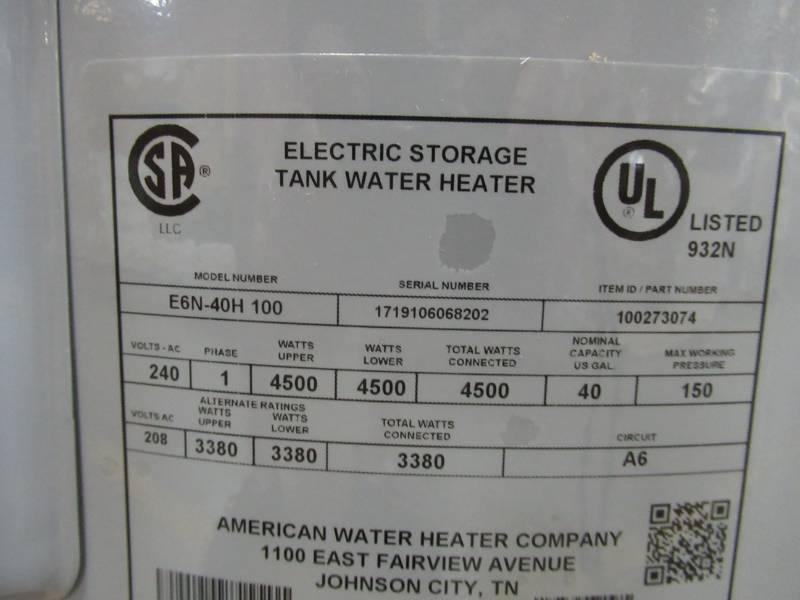 SA ®
LLC
ELECTRIC STORAGE
TANK WATER HEATER
UL ®
LISTED
932N
MODEL NUMBER SERIAL NUMBER ITEM ID / PART NUMBER
E6N-40H 100 1719106068202 100273074
VOLTS - AC PHASE WATTS UPPER WATTS LOWER TOTAL WATTS CONNECTED NOMINAL CAPACITY US GAL. MAX WORKING PRESSURE
240 1 4500 4500 4500 40 150
ALTERNATE RATINGS
VOLTS AC WATTS UPPER WATTS LOWER TOTAL WATTS CONNECTED CIRCUIT
208 3380 3380 3380 A6
AMERICAN WATER HEATER COMPANY
1100 EAST FAIRVIEW AVENUE
JOHNSON CITY, TN